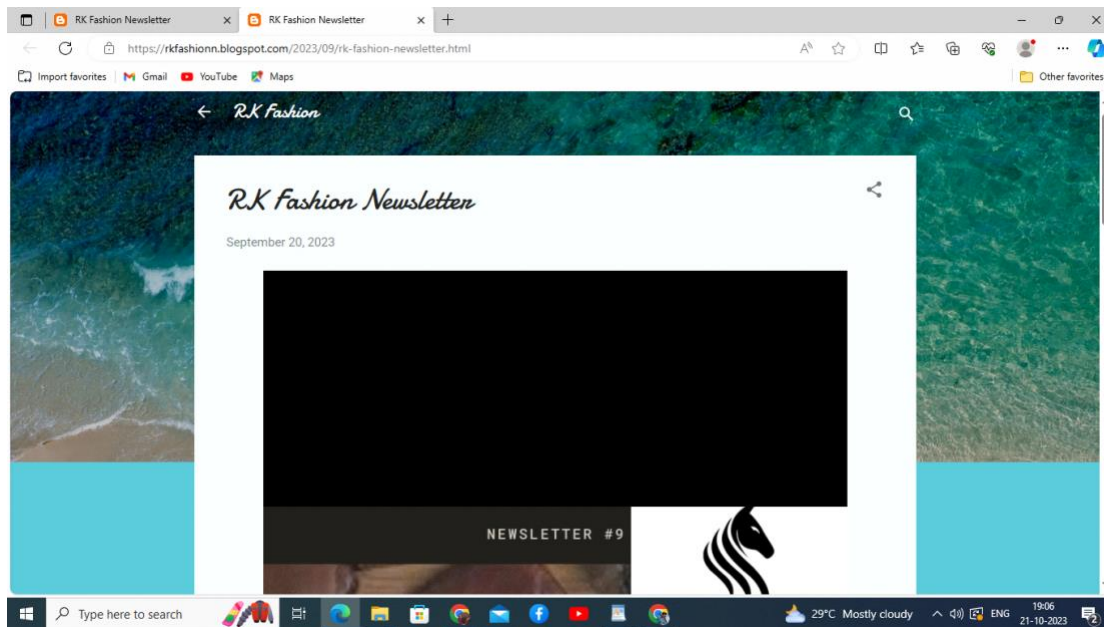 RK Fashion Newsletter
RK Fashion Newsletter
https://rkfashionn.blogspot.com/2023/09/rk-fashion-newsletter.html
Import favorites Gmail YouTube Maps Other favorites
R.K Fashion
R.K Fashion Newsletter
September 20, 2023
NEWSLETTER #9
Type here to search
29°C Mostly cloudy
ENG
19:06
21-10-2023
2